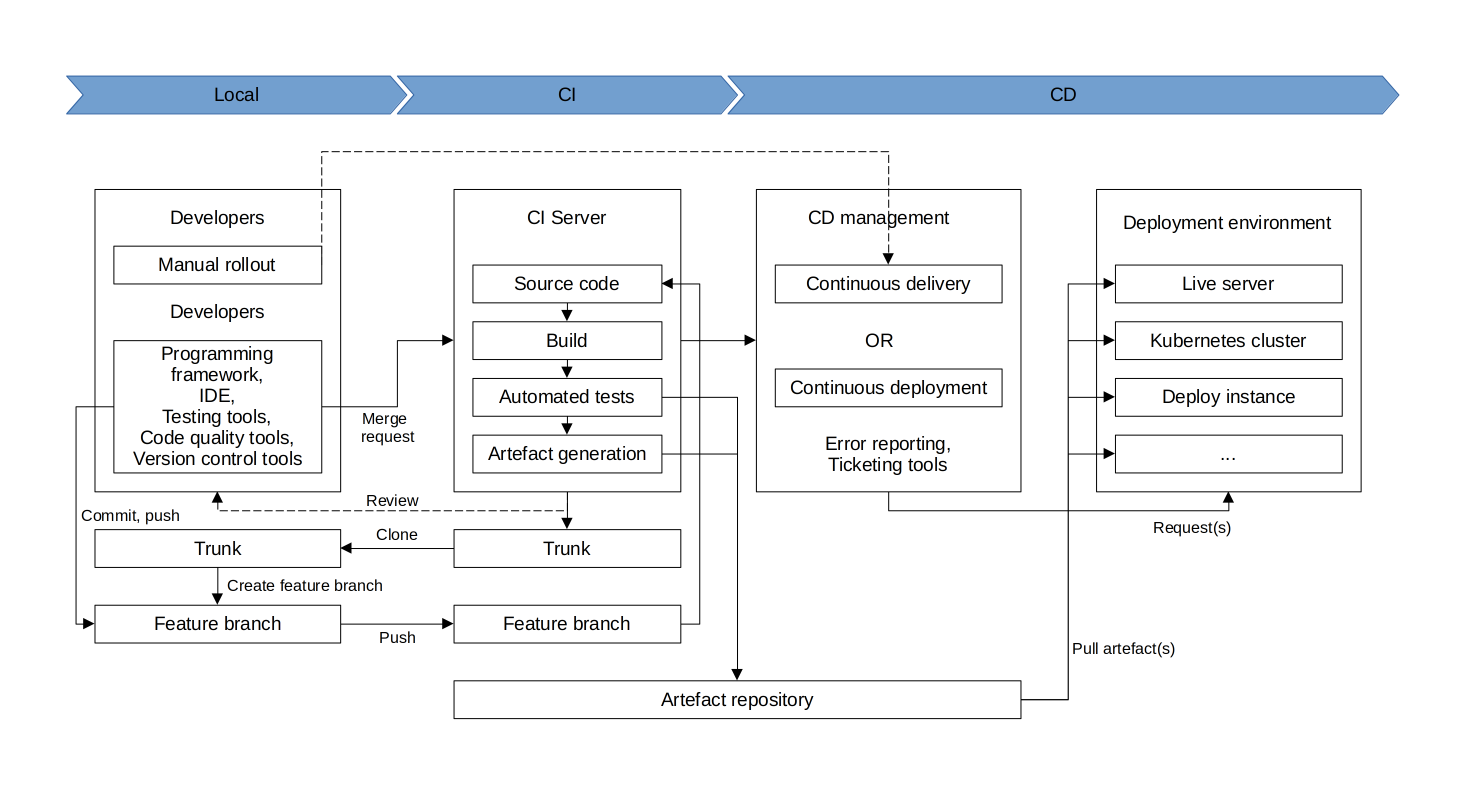 Local
CI
CD
Developers
Manual rollout
Developers
Programming
framework,
IDE,
Testing tools,
Code quality tools,
Version control tools
Merge
request
Commit, push
Review
Clone
Trunk
Create feature branch
Feature branch
Push
CI Server
Source code
Build
Automated tests
Artefact generation
Trunk
Feature branch
CD management
Continuous delivery
OR
Continuous deployment
Error reporting,
Ticketing tools
Deployment environment
Live server
Kubernetes cluster
Deploy instance
...
Request(s)
Pull artefact(s)
Artefact repository